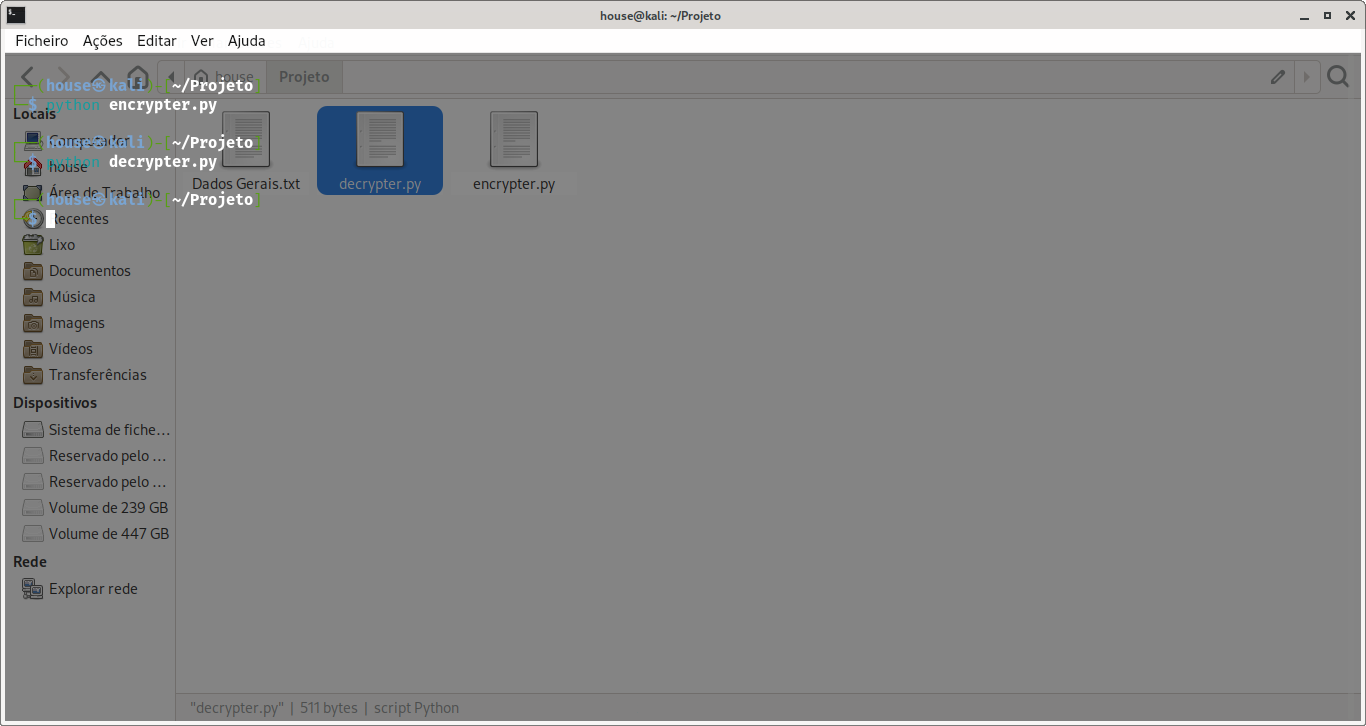 house@kali: ~/Projeto
Ficheiro Ações Editar Ver Ajuda
house Projeto
(house㉿kali)-[~/Projeto]
$ python encrypter.py
(house㉿kali)-[~/Projeto]
$ python decrypter.py
(house㉿kali)-[~/Projeto]
$
Locais
Computador
house
Área de Trabalho
Recentes
Lixo
Documentos
Música
Imagens
Vídeos
Transferências
Dispositivos
Sistema de fiche...
Reservado pelo ...
Reservado pelo ...
Volume de 239 GB
Volume de 447 GB
Rede
Explorar rede
Dados Gerais.txt
decrypter.py
encrypter.py
"decrypter.py" | 511 bytes | script Python